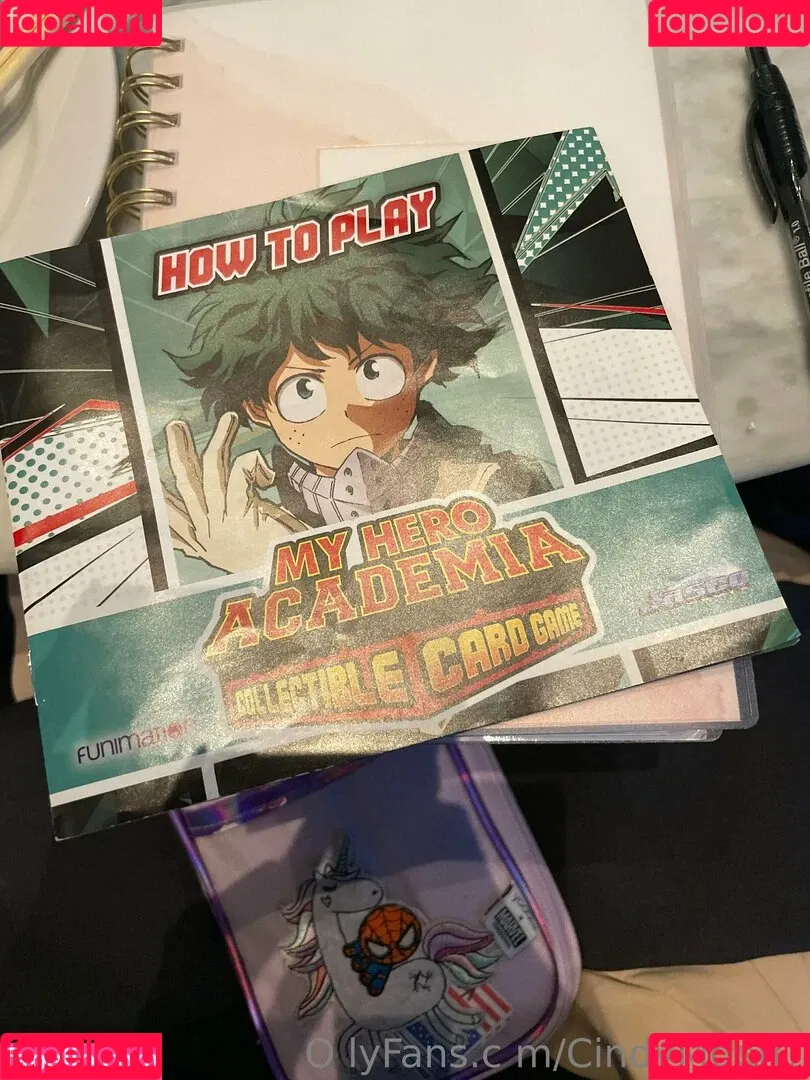 fapello.ru fapello.ru
HOW TO PLAY
MY HERO
ACADEMIA
COLLECTIBLE CARD GAME
JASCO
FUNIMATION
MARVEL
fapello.ru fapello.ru